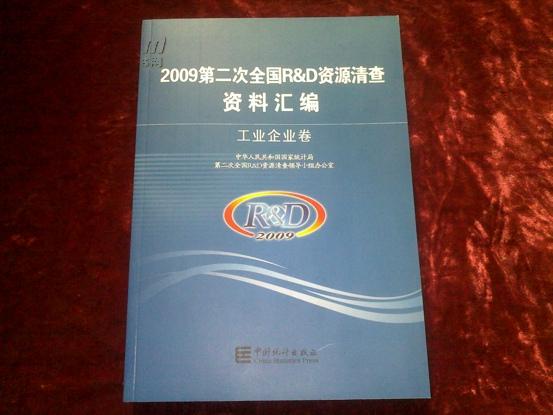 2009第二次全国R&D资源清查
资料汇编
工业企业卷
中华人民共和国国家统计局
第二次全国R&D资源清查领导小组办公室
R&D
2009
中国统计出版社
China Statistics Press